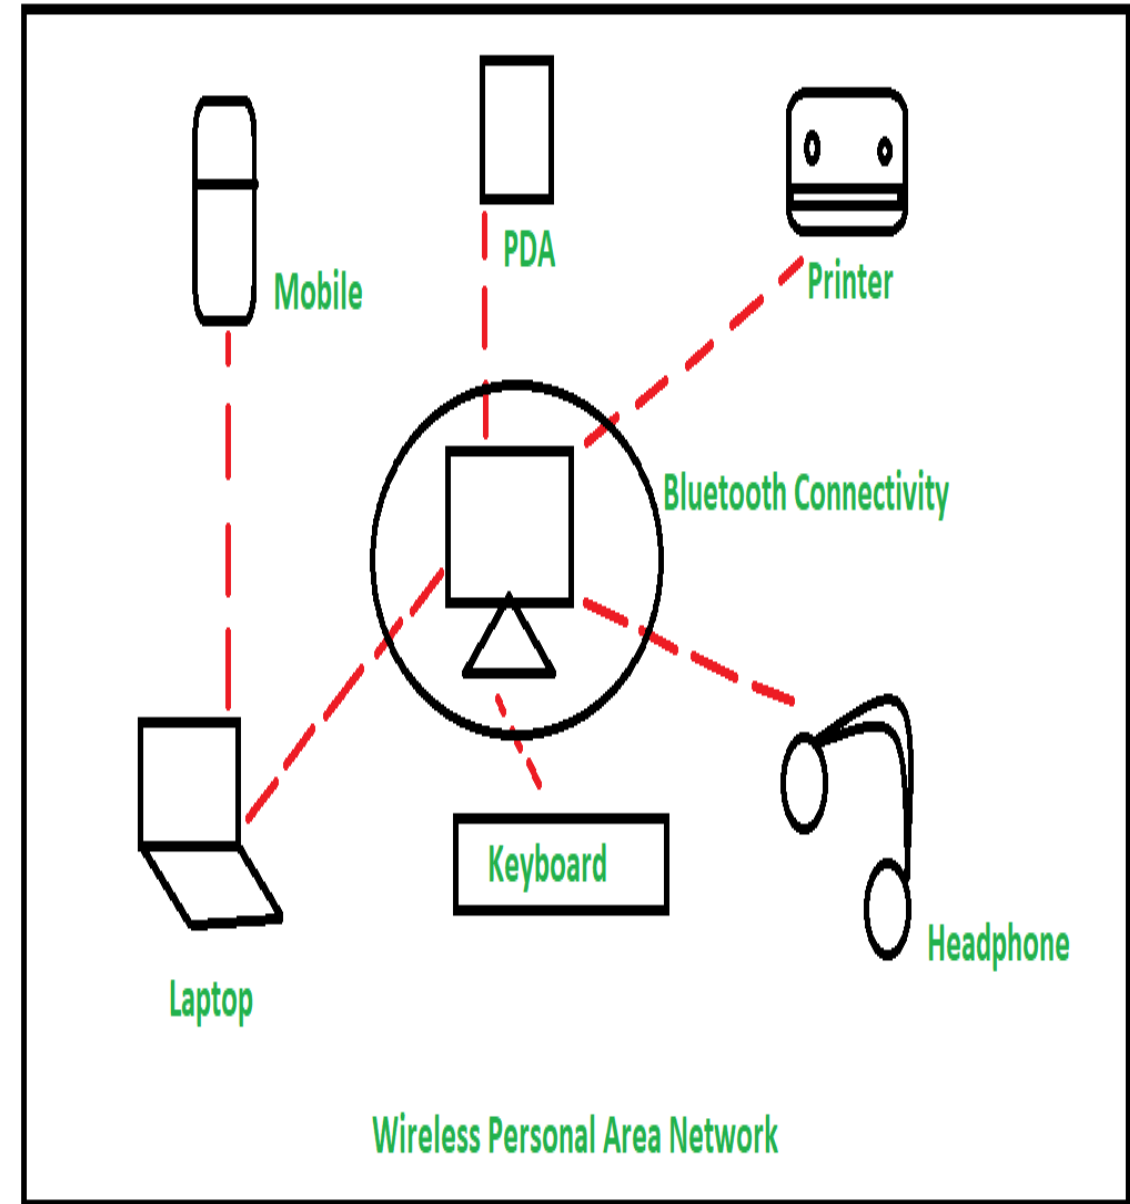 PDA
Mobile
Printer
Bluetooth Connectivity
Keyboard
Headphone
Laptop
Wireless Personal Area Network